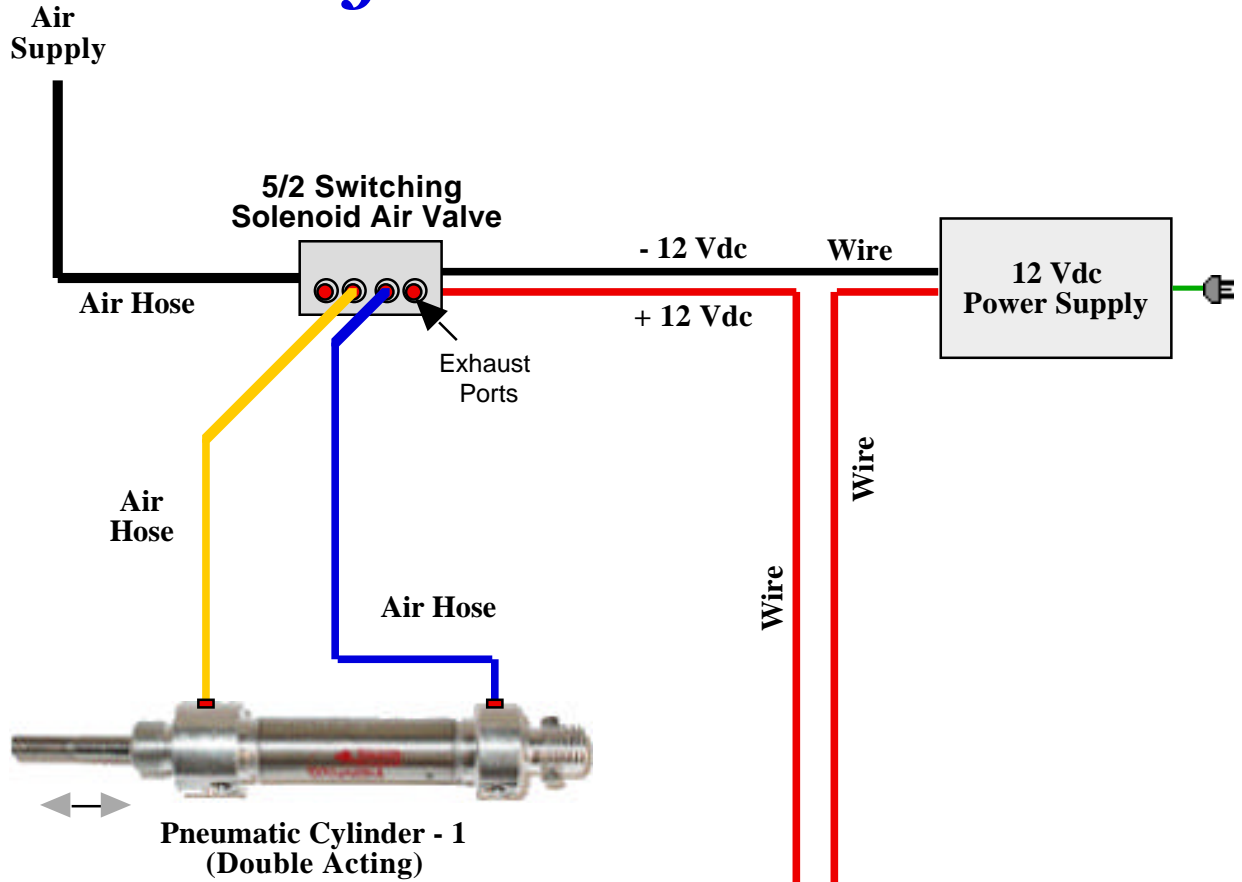 Air
Supply
5/2 Switching
Solenoid Air Valve
- 12 Vdc
Wire
12 Vdc
Power Supply
Air Hose
+ 12 Vdc
Exhaust
Ports
Wire
Air
Hose
Wire
Air Hose
Pneumatic Cylinder - 1
(Double Acting)